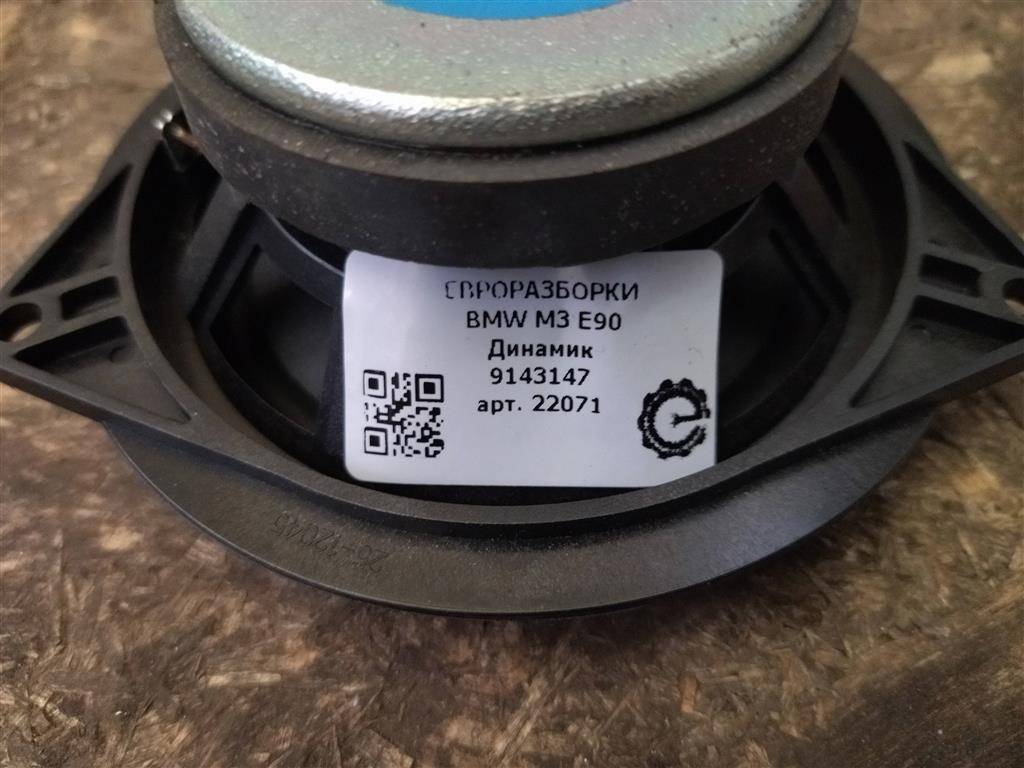 ЕВРОРАЗБОРКИ
BMW M3 E90
Динамик
9143147
арт. 22071